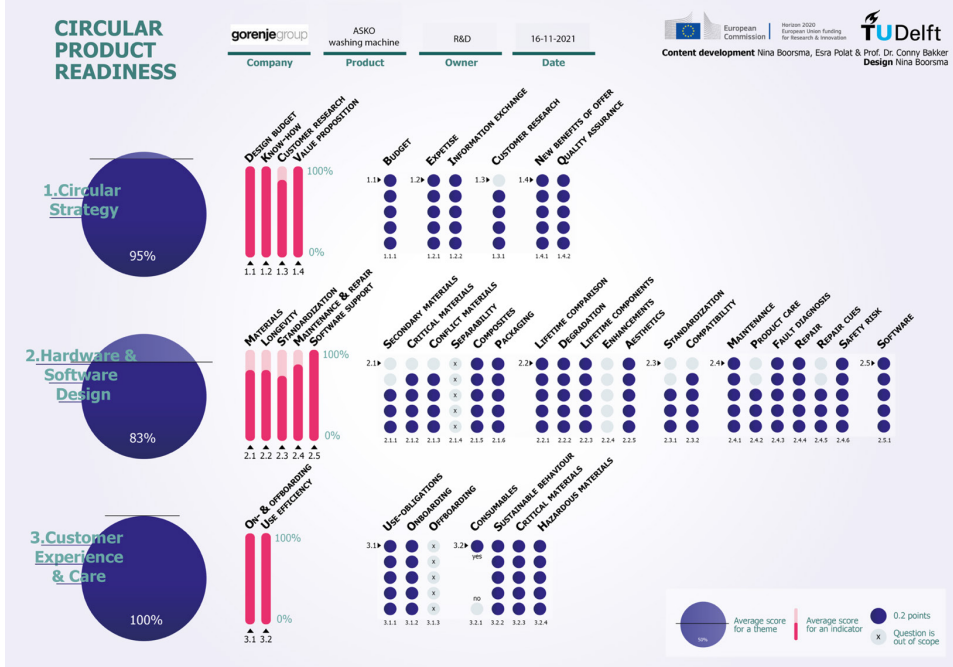 CIRCULAR
PRODUCT
READINESS
gorenjegroup
Company
ASKO
washing machine
Product
R&D
Owner
16-11-2021
Date
European
Commission
Horizon 2020
European Union funding
for Research & Innovation
TUDelft
Content development Nina Boorsma, Esra Polat & Prof. Dr. Conny Bakker
Design Nina Boorsma
1.Circular
Strategy
95%
DESIGN BUDGET
KNOW-HOW
CUSTOMER RESEARCH
VALUE PROPOSITION
100%
0%
1.1 1.2 1.3 1.4
BUDGET
EXPETISE
INFORMATION EXCHANGE
CUSTOMER RESEARCH
NEW BENEFITS OF OFFER
QUALITY ASSURANCE
1.1 1.2 1.3 1.4
1.1.1 1.2.1 1.2.2 1.3.1 1.4.1 1.4.2
2.Hardware &
Software
Design
83%
MATERIALS
LONGEVITY
STANDARDIZATION
MAINTENANCE & REPAIR
SOFTWARE SUPPORT
100%
0%
2.1 2.2 2.3 2.4 2.5
SECONDARY MATERIALS
CRITICAL MATERIALS
CONFLICT MATERIALS
SEPARABILITY
COMPOSITES
PACKAGING
LIFETIME COMPARISON
DEGRADATION
LIFETIME COMPONENTS
ENHANCEMENTS
AESTHETICS
STANDARDIZATION
COMPATIBILITY
MAINTENANCE
PRODUCT CARE
FAULT DIAGNOSIS
REPAIR
REPAIR CUES
SAFETY RISK
SOFTWARE
2.1 2.2 2.3 2.4 2.5
x
x
x
x
x
2.1.1 2.1.2 2.1.3 2.1.4 2.1.5 2.1.6 2.2.1 2.2.2 2.2.3 2.2.4 2.2.5 2.3.1 2.3.2 2.4.1 2.4.2 2.4.3 2.4.4 2.4.5 2.4.6 2.5.1
3.Customer
Experience
& Care
100%
ON- & OFFBOARDING
USE EFFICIENCY
100%
0%
3.1 3.2
USE-OBLIGATIONS
ONBOARDING
OFFBOARDING
CONSUMABLES
SUSTAINABLE BEHAVIOUR
CRITICAL MATERIALS
HAZARDOUS MATERIALS
3.1 x 3.2
yes
x
x
x
no
x
3.1.1 3.1.2 3.1.3 3.2.1 3.2.2 3.2.3 3.2.4
50%
Average score
for a theme
Average score
for an indicator
0.2 points
x
Question is
out of scope